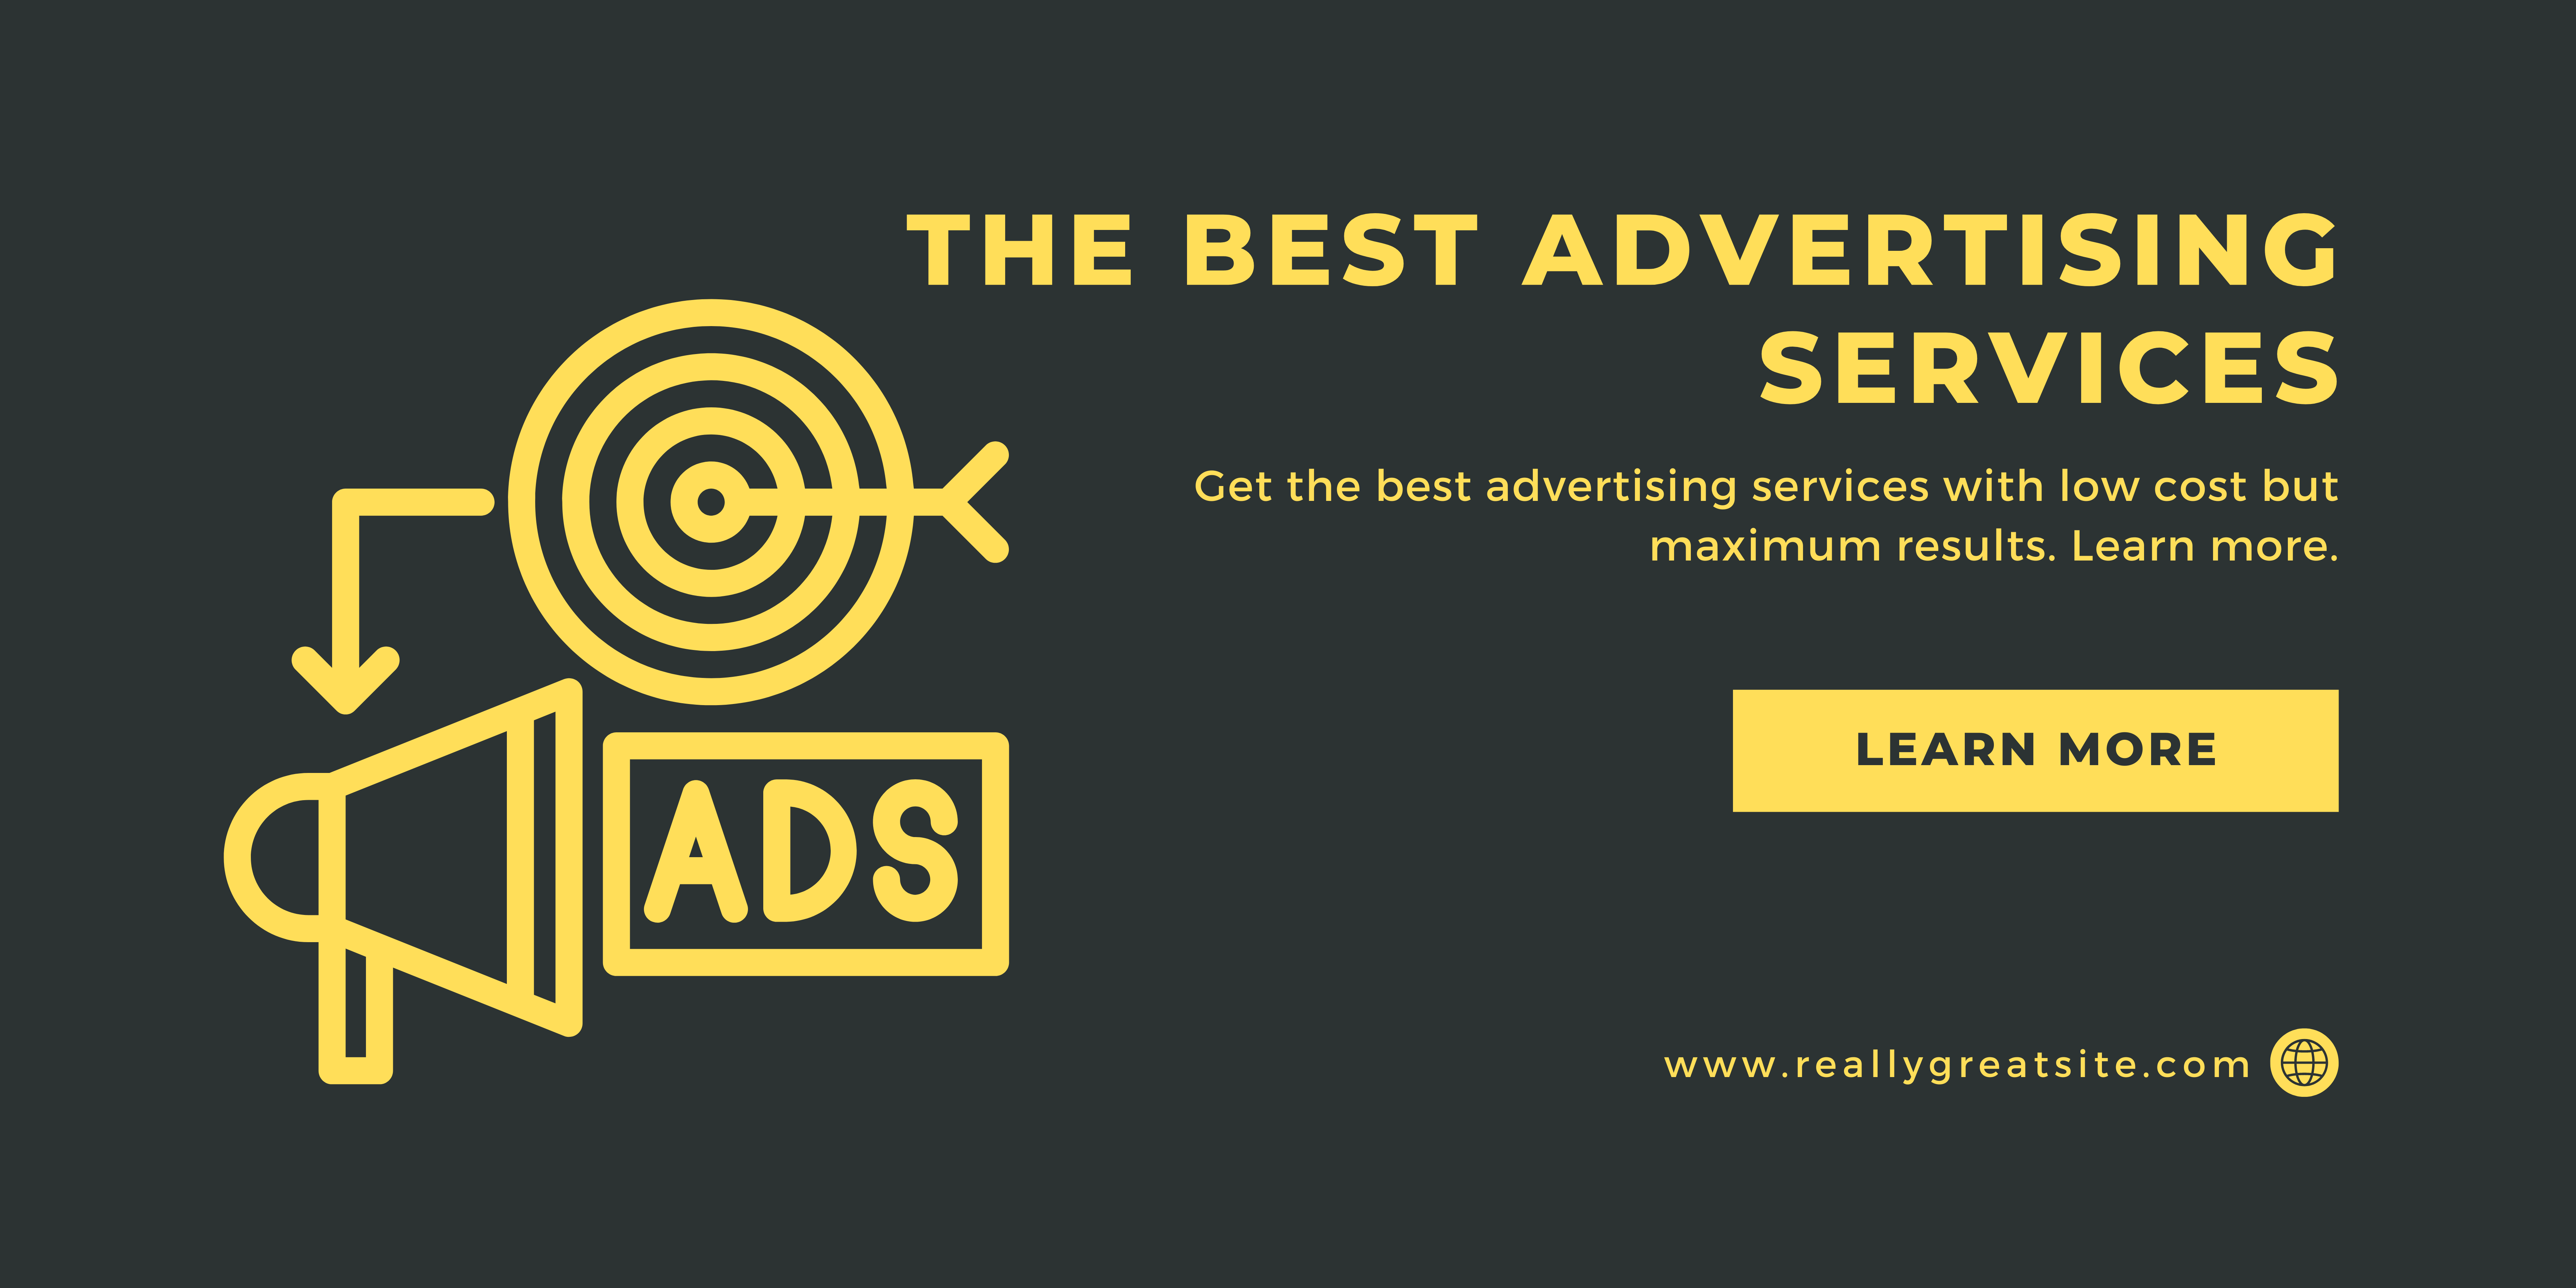 THE BEST ADVERTISING
SERVICES
Get the best advertising services with low cost but
maximum results. Learn more.
LEARN MORE
ADS
www.reallygreatsite.com